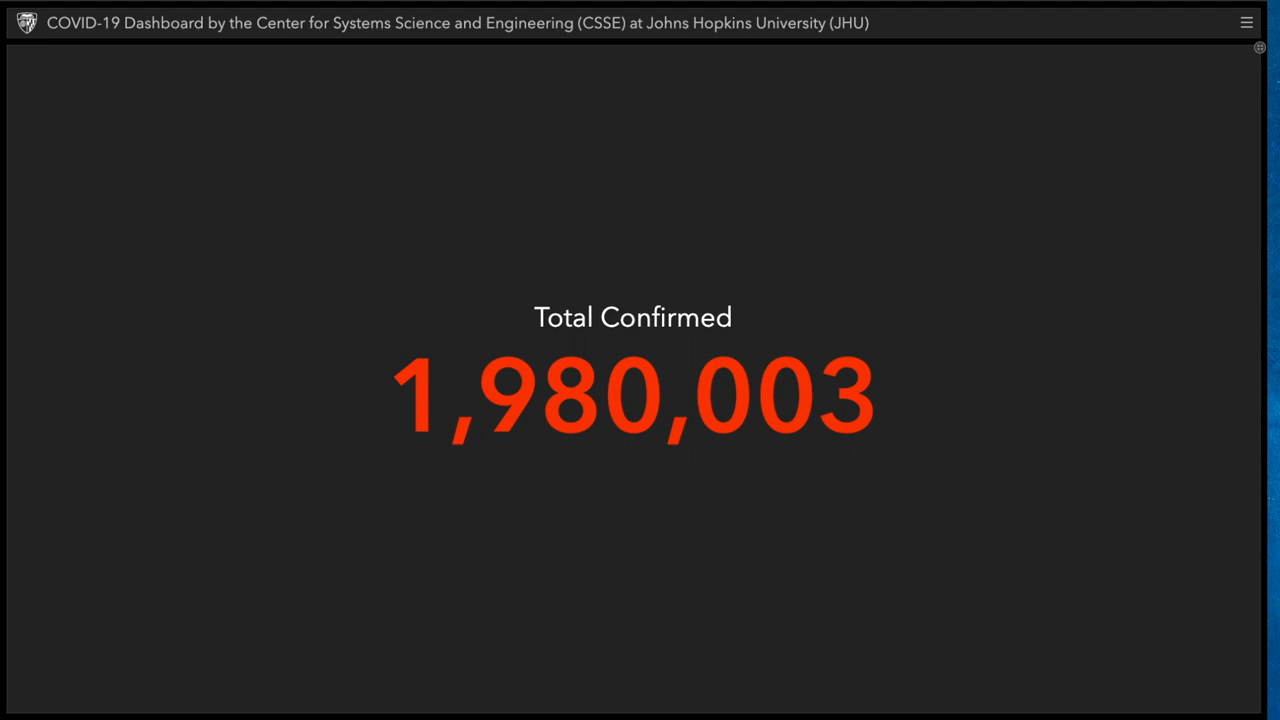 COVID-19 Dashboard by the Center for Systems Science and Engineering (CSSE) at Johns Hopkins University (JHU)
Total Confirmed
1,980,003